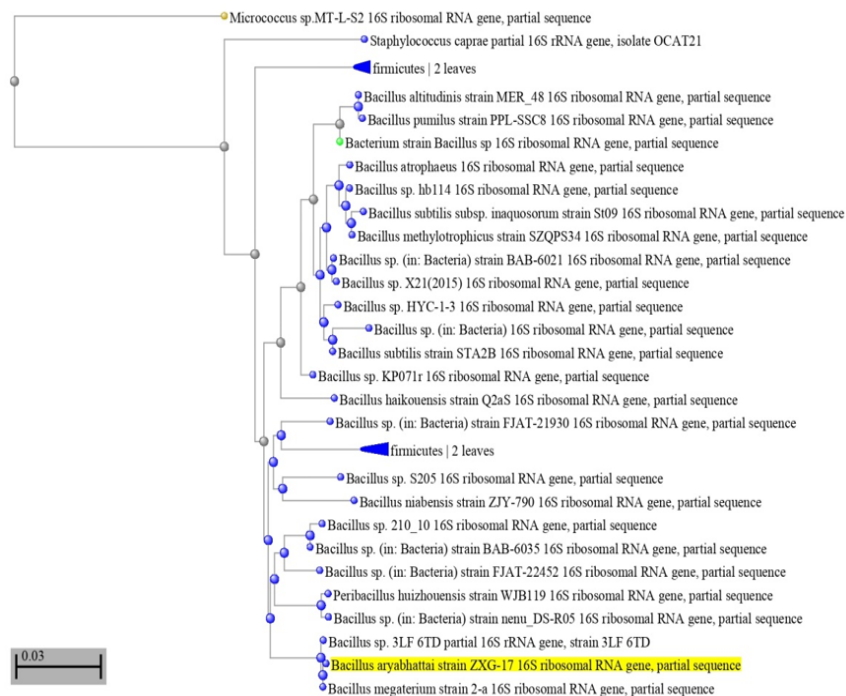 Micrococcus sp.MT-L-S2 16S ribosomal RNA gene, partial sequence
Staphylococcus caprae partial 16S rRNA gene, isolate OCAT21
firmicutes | 2 leaves
Bacillus altitudinis strain MER_48 16S ribosomal RNA gene, partial sequence
Bacillus pumilus strain PPL-SSC8 16S ribosomal RNA gene, partial sequence
Bacterium strain Bacillus sp 16S ribosomal RNA gene, partial sequence
Bacillus atrophaeus 16S ribosomal RNA gene, partial sequence
Bacillus sp. hb114 16S ribosomal RNA gene, partial sequence
Bacillus subtilis subsp. inaquosorum strain St09 16S ribosomal RNA gene, partial sequence
Bacillus methylotrophicus strain SZQPS34 16S ribosomal RNA gene, partial sequence
Bacillus sp. (in: Bacteria) strain BAB-6021 16S ribosomal RNA gene, partial sequence
Bacillus sp. X21(2015) 16S ribosomal RNA gene, partial sequence
Bacillus sp. HYC-1-3 16S ribosomal RNA gene, partial sequence
Bacillus sp. (in: Bacteria) 16S ribosomal RNA gene, partial sequence
Bacillus subtilis strain STA2B 16S ribosomal RNA gene, partial sequence
Bacillus sp. KP071r 16S ribosomal RNA gene, partial sequence
Bacillus haikouensis strain Q2aS 16S ribosomal RNA gene, partial sequence
Bacillus sp. (in: Bacteria) strain FJAT-21930 16S ribosomal RNA gene, partial sequence
firmicutes | 2 leaves
Bacillus sp. S205 16S ribosomal RNA gene, partial sequence
Bacillus niabensis strain ZJY-790 16S ribosomal RNA gene, partial sequence
Bacillus sp. 210_10 16S ribosomal RNA gene, partial sequence
Bacillus sp. (in: Bacteria) strain BAB-6035 16S ribosomal RNA gene, partial sequence
Bacillus sp. (in: Bacteria) strain FJAT-22452 16S ribosomal RNA gene, partial sequence
Peribacillus huizhouensis strain WJB119 16S ribosomal RNA gene, partial sequence
Bacillus sp. (in: Bacteria) strain nenu_DS-R05 16S ribosomal RNA gene, partial sequence
Bacillus sp. 3LF 6TD partial 16S rRNA gene, strain 3LF 6TD
0.03
Bacillus aryabhattai strain ZXG-17 16S ribosomal RNA gene, partial sequence
Bacillus megaterium strain 2-a 16S ribosomal RNA gene, partial sequence